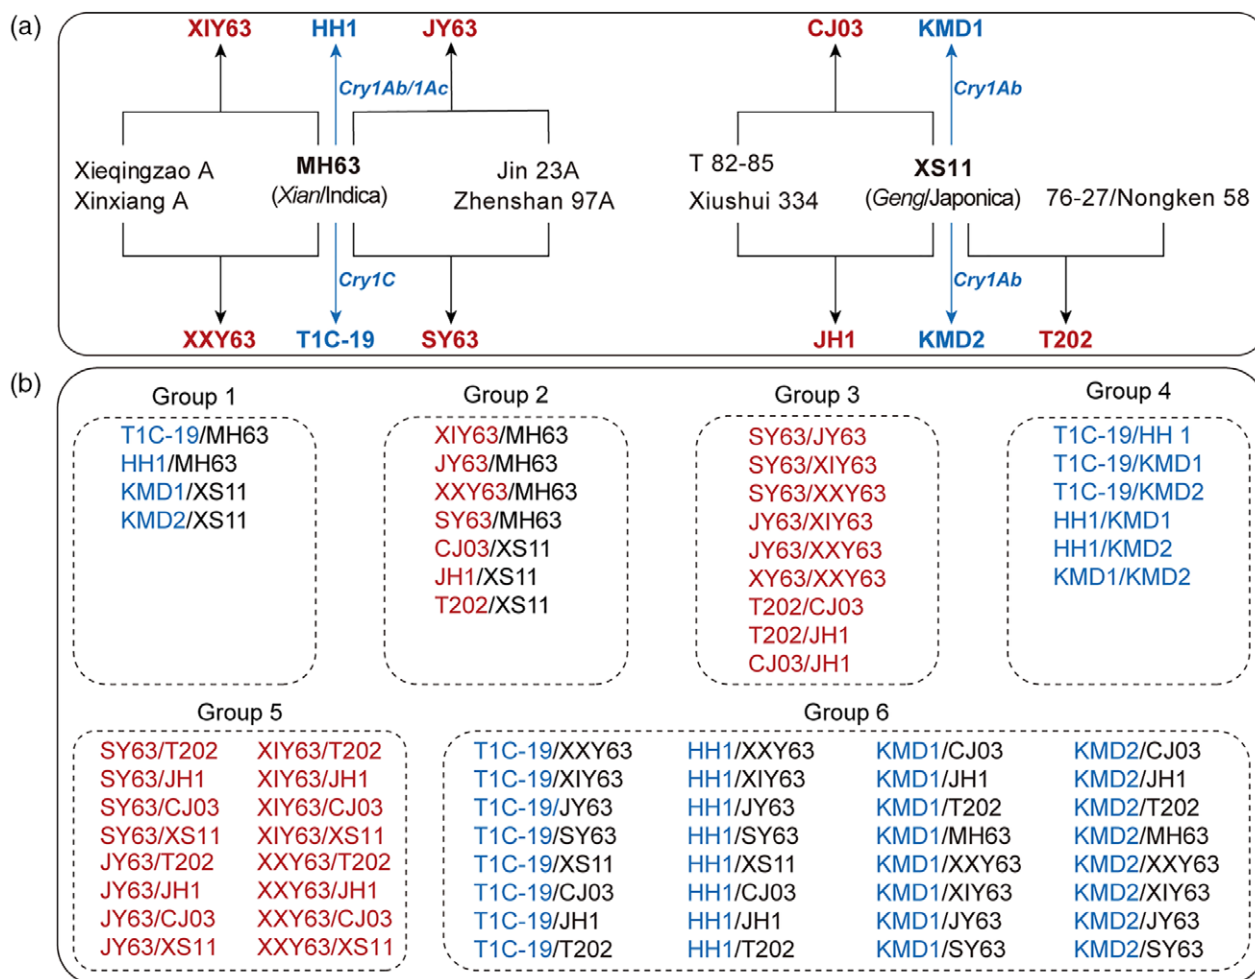 (a)
XIY63 HH1 JY63 CJ03 KMD1
Cry1Ab/1Ac Cry1Ab
Xieqingzao A
Xinxiang A
MH63
(Xian/Indica)
Jin 23A
Zhenshan 97A
T 82-85
Xiushui 334
XS11
(Geng/Japonica)
76-27/Nongken 58
Cry1C Cry1Ab
XXY63 T1C-19 SY63 JH1 KMD2 T202
(b)
Group 1
T1C-19/MH63
HH1/MH63
KMD1/XS11
KMD2/XS11
Group 2
XIY63/MH63
JY63/MH63
XXY63/MH63
SY63/MH63
CJ03/XS11
JH1/XS11
T202/XS11
Group 3
SY63/JY63
SY63/XIY63
SY63/XXY63
JY63/XIY63
JY63/XXY63
XY63/XXY63
T202/CJ03
T202/JH1
CJ03/JH1
Group 4
T1C-19/HH 1
T1C-19/KMD1
T1C-19/KMD2
HH1/KMD1
HH1/KMD2
KMD1/KMD2
Group 5
SY63/T202 XIY63/T202
SY63/JH1 XIY63/JH1
SY63/CJ03 XIY63/CJ03
SY63/XS11 XIY63/XS11
JY63/T202 XXY63/T202
JY63/JH1 XXY63/JH1
JY63/CJ03 XXY63/CJ03
JY63/XS11 XXY63/XS11
Group 6
T1C-19/XXY63 HH1/XXY63 KMD1/CJ03 KMD2/CJ03
T1C-19/XIY63 HH1/XIY63 KMD1/JH1 KMD2/JH1
T1C-19/JY63 HH1/JY63 KMD1/T202 KMD2/T202
T1C-19/SY63 HH1/SY63 KMD1/MH63 KMD2/MH63
T1C-19/XS11 HH1/XS11 KMD1/XXY63 KMD2/XXY63
T1C-19/CJ03 HH1/CJ03 KMD1/XIY63 KMD2/XIY63
T1C-19/JH1 HH1/JH1 KMD1/JY63 KMD2/JY63
T1C-19/T202 HH1/T202 KMD1/SY63 KMD2/SY63